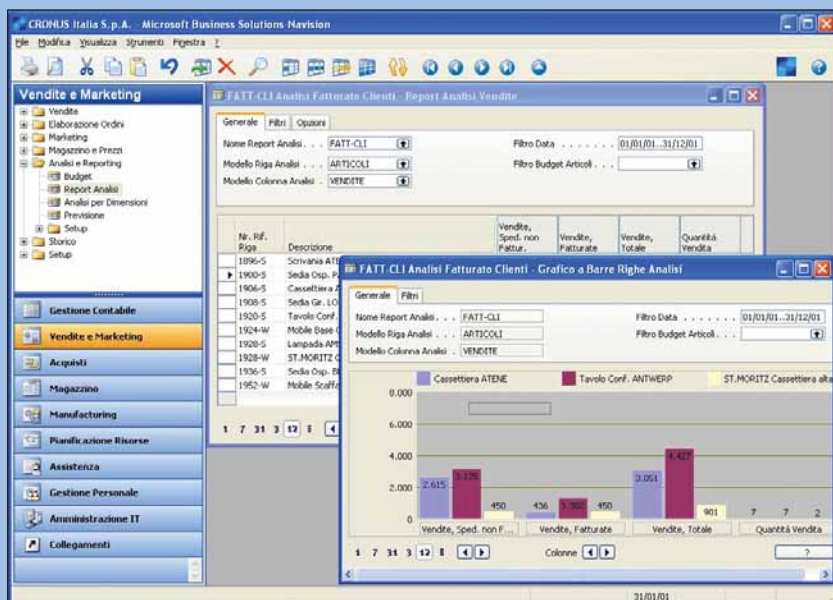 CRONUS Italia S.p.A. - Microsoft Business Solutions-Navision
File Modifica Visualizza Strumenti Finestra ?
Vendite e Marketing
Vendite
Elaborazione Ordini
Marketing
Magazzino e Prezzi
Analisi e Reporting
Budget
Report Analisi
Analisi per Dimensioni
Previsione
Setup
Storico
Setup
Gestione Contabile
Vendite e Marketing
Acquisti
Magazzino
Manufacturing
Pianificazione Risorse
Assistenza
Gestione Personale
Amministrazione IT
Collegamenti
FATT-CLI Analisi Fatturato Clienti - Report Analisi Vendite
Generale Filtri Opzioni
Nome Report Analisi . . . FATT-CLI Filtro Data . . . . . . . 01/01/01..31/12/01
Modello Riga Analisi . . . ARTICOLI Filtro Budget Articoli . . .
Modello Colonna Analisi . VENDITE
Nr. Rif. Riga Descrizione Vendite, Sped. non Fattur. Vendite, Fatturate Vendite, Totale Quantità Vendita
1896-S Scrivania ATE
1900-S Sedia Osp. P
1906-S Cassettiera A
1908-S Sedia Gr. LO
1920-S Tavolo Conf.
1924-W Mobile Base
1928-S Lampada AM
1928-W ST.MORITZ
1936-S Sedia Osp. B
1952-W Mobile Scaff
1 7 31 3 12
FATT-CLI Analisi Fatturato Clienti - Grafico a Barre Righe Analisi
Generale Filtri
Nome Report Analisi . . . FATT-CLI Filtro Data . . . . . . . 01/01/01..31/12/01
Modello Riga Analisi . . . ARTICOLI Filtro Budget Articoli . . .
Modello Colonna Analisi . VENDITE
Cassettiera ATENE Tavolo Conf. ANTWERP ST.MORITZ Cassettiera alta
8.000
6.000
4.000
2.000
0
2.615 450
436 450
3.051 4.427 901
7 7 2
Vendite, Sped. non F... Vendite, Fatturate Vendite, Totale Quantità Vendita
1 7 31 3 12 Colonne ?
31/01/01